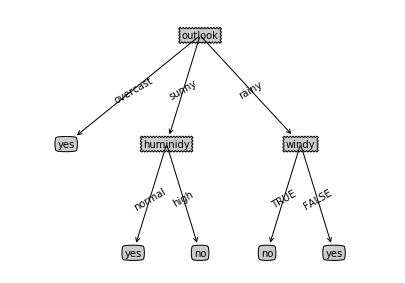 outlook
overcast
sunny
rainy
yes
huminidy
windy
normal
high
TRUE
FALSE
yes
no
no
yes